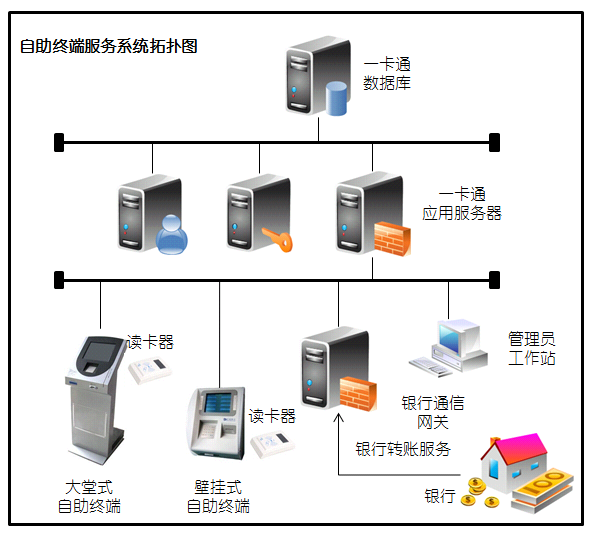 自助终端服务系统拓扑图
一卡通
数据库
一卡通
应用服务器
读卡器
管理员
工作站
银行通信
网关
读卡器
银行转账服务
大堂式
自助终端
壁挂式
自助终端
银行